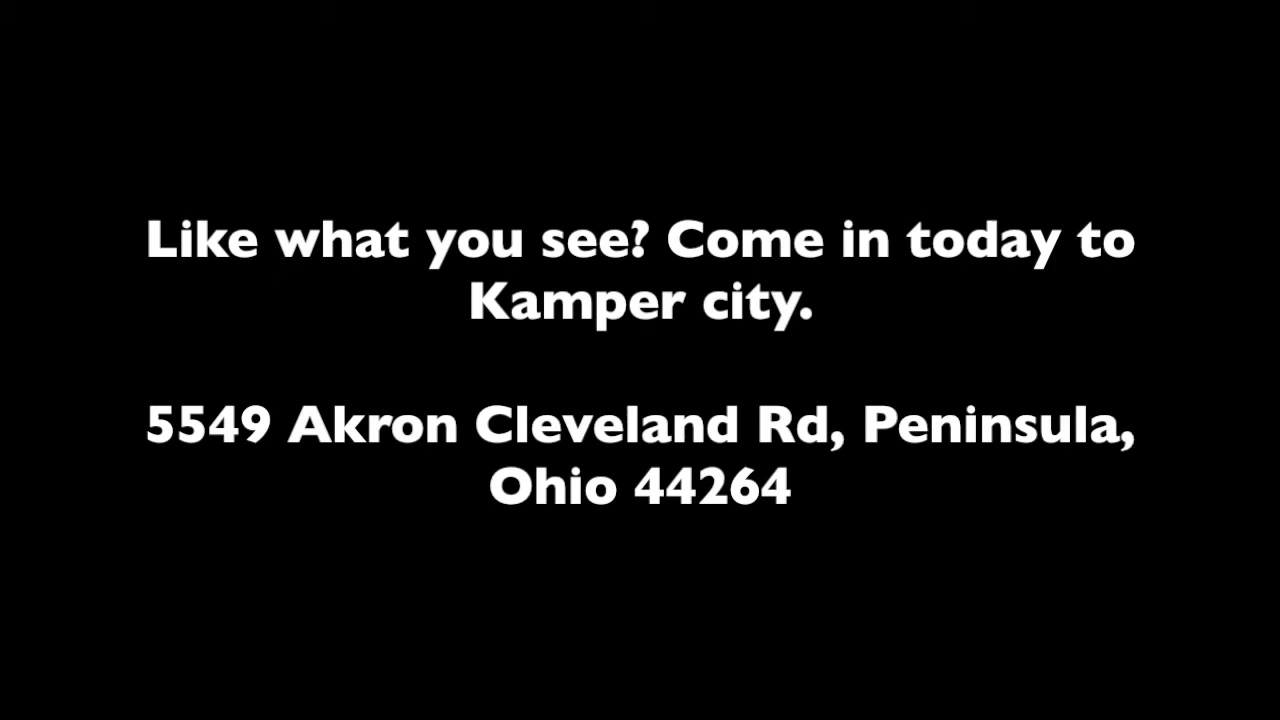 Like what you see? Come in today to
Kamper city.
5549 Akron Cleveland Rd, Peninsula,
Ohio 44264